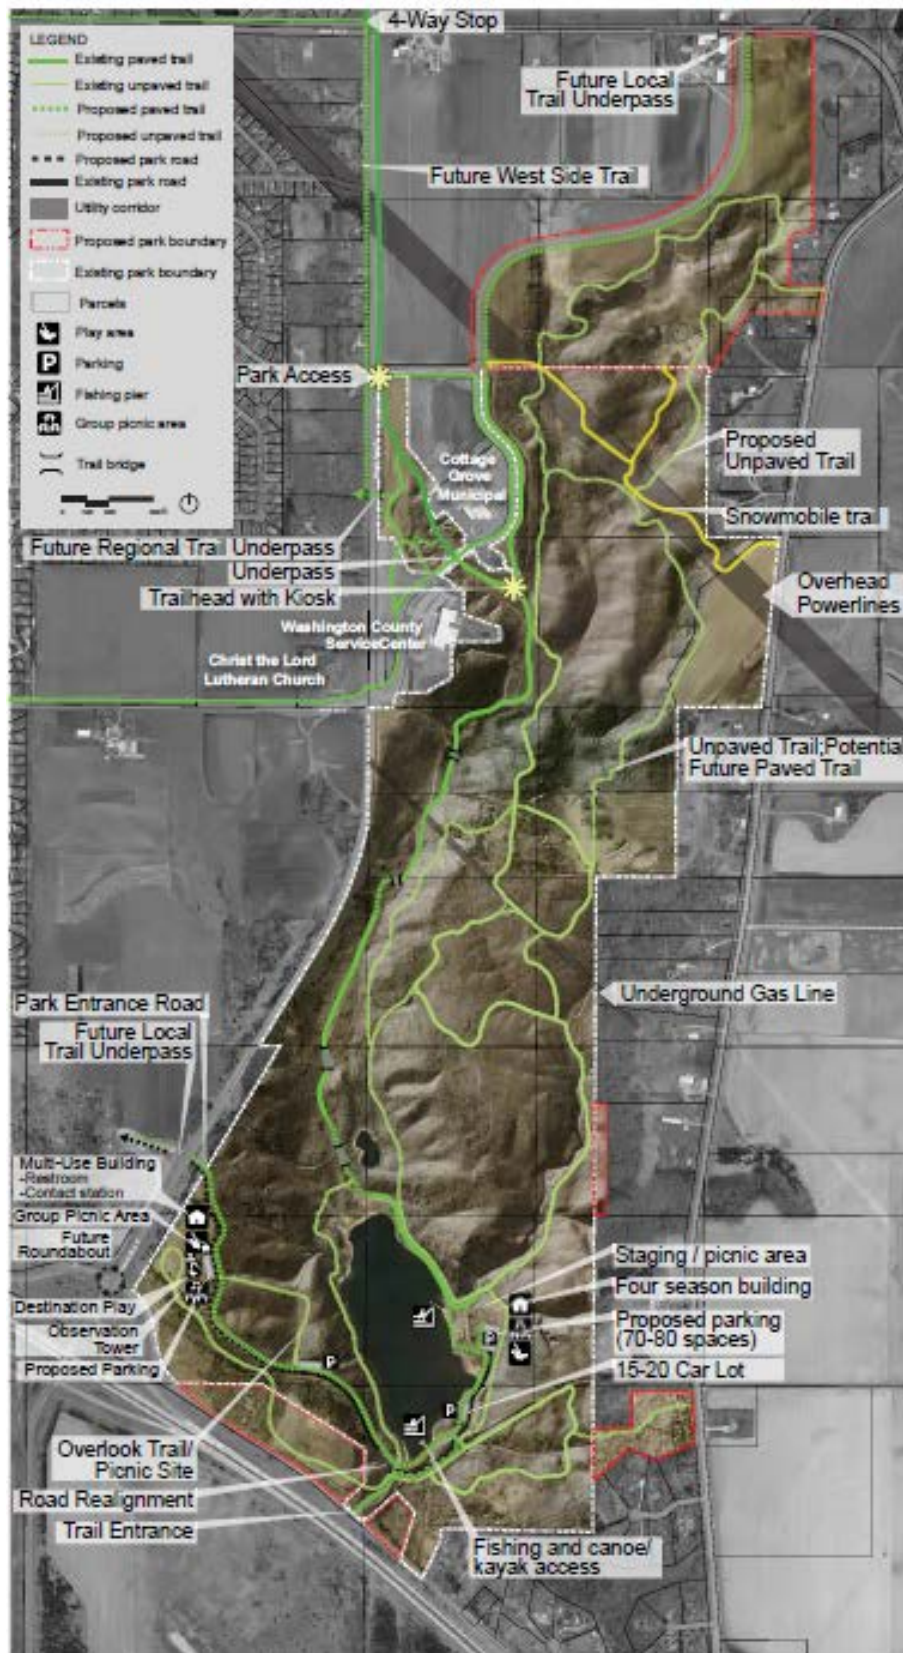 4-Way Stop
LEGEND
Existing paved trail
Existing unpaved trail
Proposed paved trail
Proposed unpaved trail
Proposed park road
Existing park road
Utility corridor
Proposed park boundary
Existing park boundary
Parcels
Play area
P
Parking
Fishing pier
Group picnic area
Trail bridge
Future Local
Trail Underpass
Future West Side Trail
Park Access
Cottage
Grove
Municipal
Proposed
Unpaved Trail
Snowmobile trail
Future Regional Trail Underpass
Underpass
Trailhead with Kiosk
Overhead
Powerlines
Washington County
ServiceCenter
Christ the Lord
Lutheran Church
Unpaved Trail;Potential
Future Paved Trail
Underground Gas Line
Park Entrance Road
Future Local
Trail Underpass
Multi-Use Building
-Restroom
-Contact station
Group Picnic Area
Future
Roundabout
Destination Play
Observation
Tower
Proposed Parking
Staging / picnic area
Four season building
Proposed parking
(70-80 spaces)
P
P
15-20 Car Lot
P
Overlook Trail/
Picnic Site
Road Realignment
Trail Entrance
Fishing and canoe/
kayak access